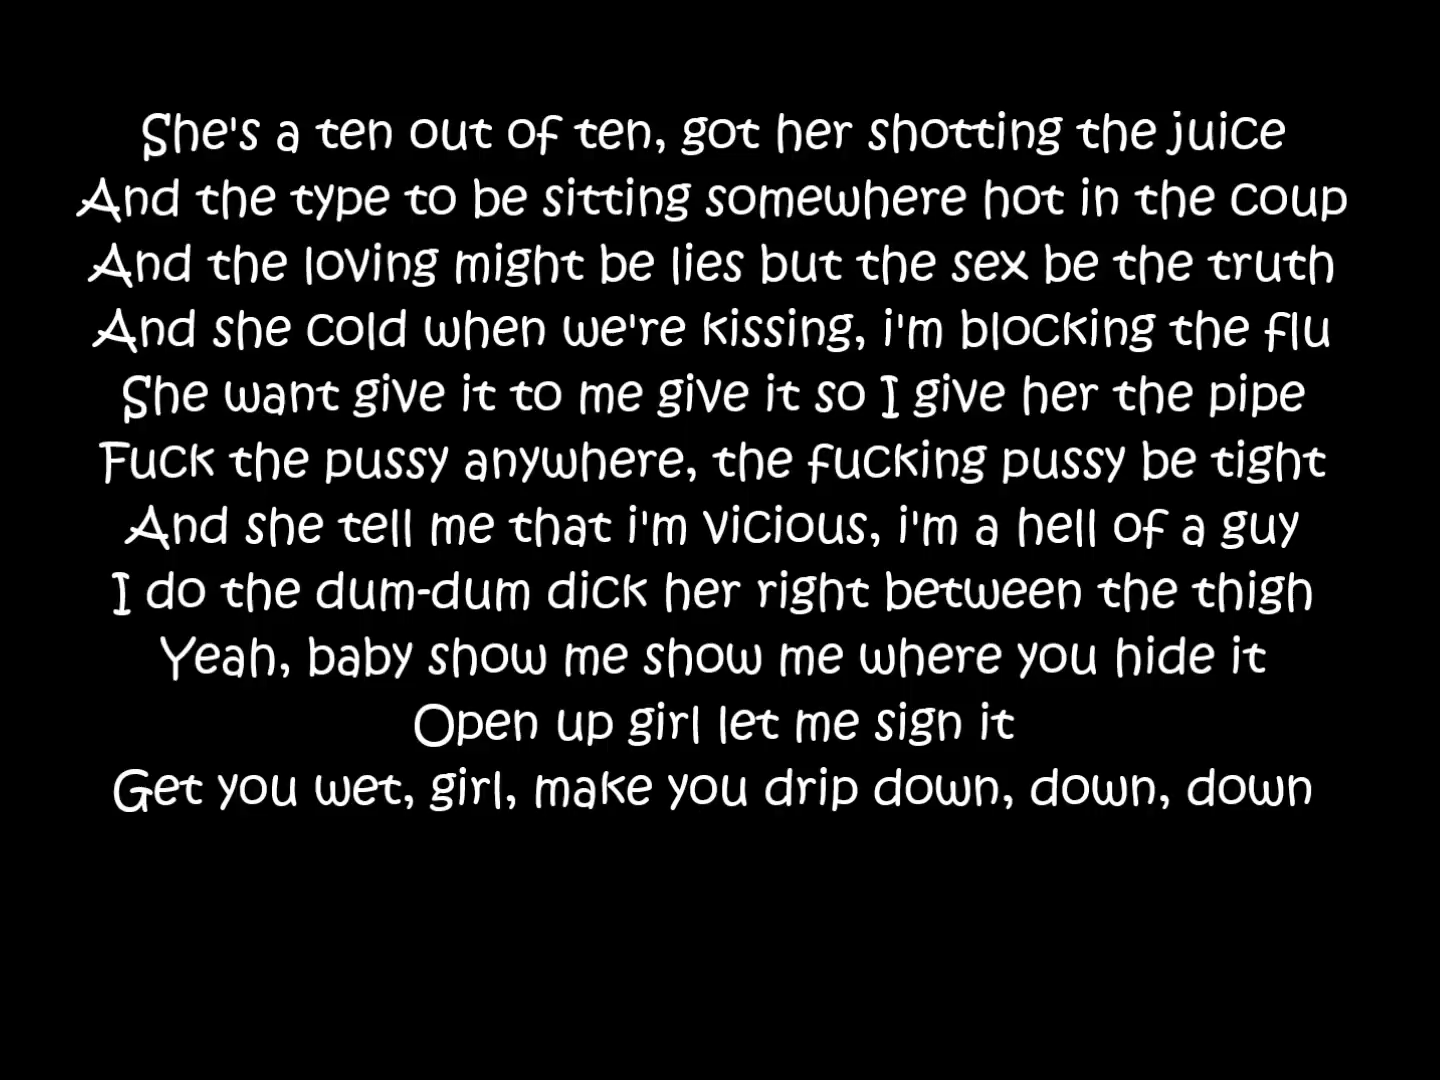 She's a ten out of ten, got her shotting the juice
And the type to be sitting somewhere hot in the coup
And the loving might be lies but the sex be the truth
And she cold when we're kissing, i'm blocking the flu
She want give it to me give it so I give her the pipe
Fuck the pussy anywhere, the fucking pussy be tight
And she tell me that i'm vicious, i'm a hell of a guy
I do the dum-dum dick her right between the thigh
Yeah, baby show me show me where you hide it
Open up girl let me sign it
Get you wet, girl, make you drip down, down, down